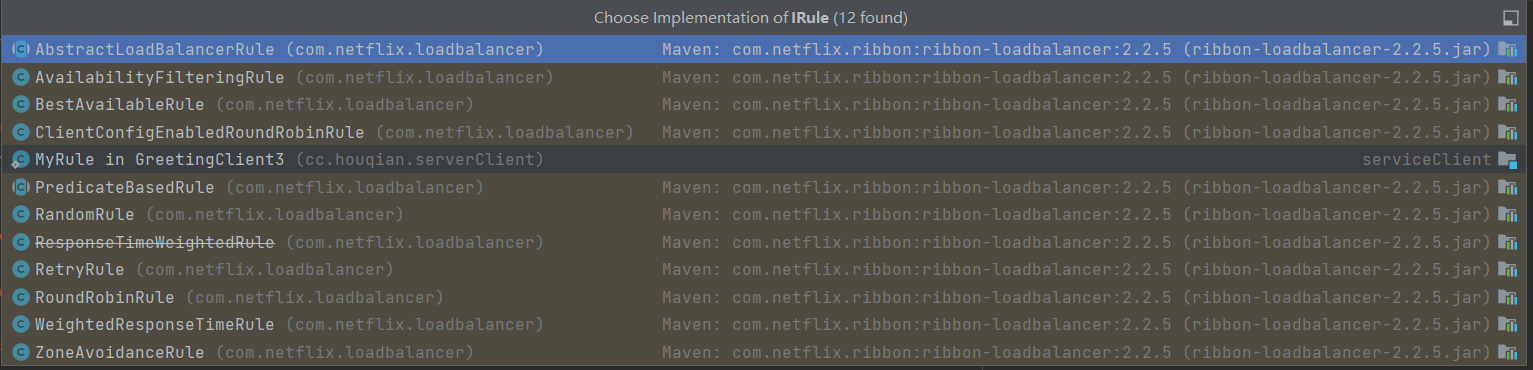 Choose Implementation of IRule (12 found)
AbstractLoadBalancerRule (com.netflix.loadbalancer) Maven: com.netflix.ribbon:ribbon-loadbalancer:2.2.5 (ribbon-loadbalancer-2.2.5.jar)
AvailabilityFilteringRule (com.netflix.loadbalancer) Maven: com.netflix.ribbon:ribbon-loadbalancer:2.2.5 (ribbon-loadbalancer-2.2.5.jar)
BestAvailableRule (com.netflix.loadbalancer) Maven: com.netflix.ribbon:ribbon-loadbalancer:2.2.5 (ribbon-loadbalancer-2.2.5.jar)
ClientConfigEnabledRoundRobinRule (com.netflix.loadbalancer) Maven: com.netflix.ribbon:ribbon-loadbalancer:2.2.5 (ribbon-loadbalancer-2.2.5.jar)
MyRule in GreetingClient3 (cc.houqian.serverClient) serviceClient
PredicateBasedRule (com.netflix.loadbalancer) Maven: com.netflix.ribbon:ribbon-loadbalancer:2.2.5 (ribbon-loadbalancer-2.2.5.jar)
RandomRule (com.netflix.loadbalancer) Maven: com.netflix.ribbon:ribbon-loadbalancer:2.2.5 (ribbon-loadbalancer-2.2.5.jar)
ResponseTimeWeightedRule (com.netflix.loadbalancer) Maven: com.netflix.ribbon:ribbon-loadbalancer:2.2.5 (ribbon-loadbalancer-2.2.5.jar)
RetryRule (com.netflix.loadbalancer) Maven: com.netflix.ribbon:ribbon-loadbalancer:2.2.5 (ribbon-loadbalancer-2.2.5.jar)
RoundRobinRule (com.netflix.loadbalancer) Maven: com.netflix.ribbon:ribbon-loadbalancer:2.2.5 (ribbon-loadbalancer-2.2.5.jar)
WeightedResponseTimeRule (com.netflix.loadbalancer) Maven: com.netflix.ribbon:ribbon-loadbalancer:2.2.5 (ribbon-loadbalancer-2.2.5.jar)
ZoneAvoidanceRule (com.netflix.loadbalancer) Maven: com.netflix.ribbon:ribbon-loadbalancer:2.2.5 (ribbon-loadbalancer-2.2.5.jar)